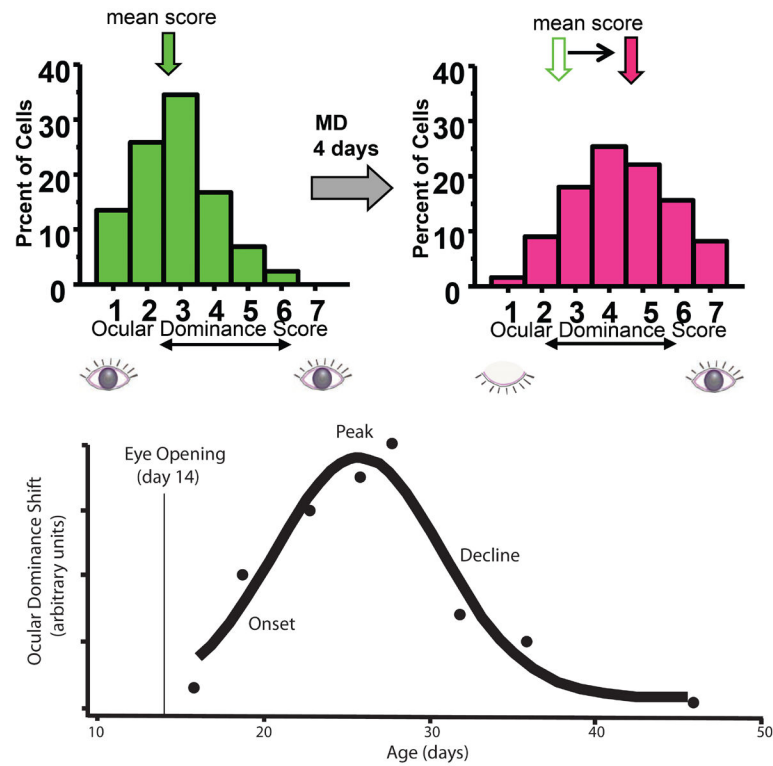 mean score
40
30
20
10
0
Prcent of Cells
1 2 3 4 5 6 7
Ocular Dominance Score
MD
4 days
mean score
40
30
20
10
0
Percent of Cells
1 2 3 4 5 6 7
Ocular Dominance Score
Ocular Dominance Shift
(arbitrary units)
Eye Opening
(day 14)
Peak
Decline
Onset
10 20 30 40 50
Age (days)